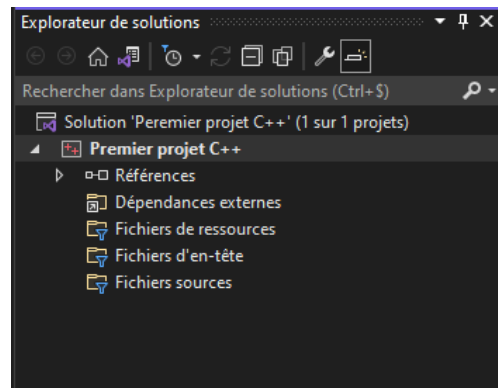 Explorateur de solutions
Rechercher dans Explorateur de solutions (Ctrl+$)
Solution 'Peremier projet C++' (1 sur 1 projets)
Premier projet C++
Références
Dépendances externes
Fichiers de ressources
Fichiers d'en-tête
Fichiers sources